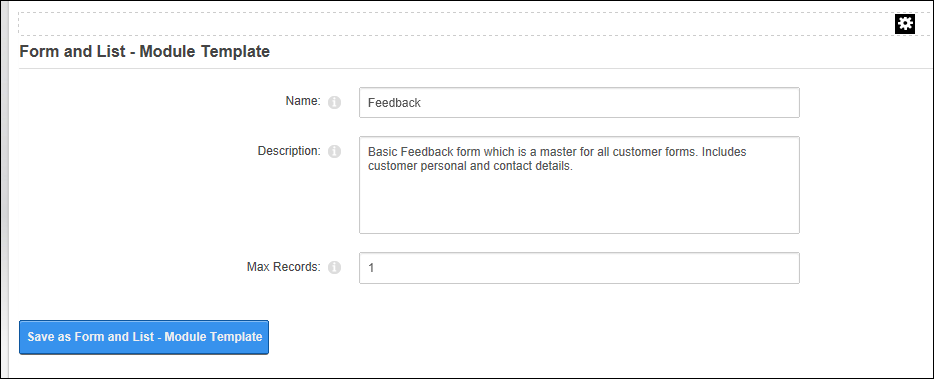 Form and List - Module Template
Name:
Feedback
Description:
Basic Feedback form which is a master for all customer forms. Includes
customer personal and contact details.
Max Records:
1
Save as Form and List - Module Template